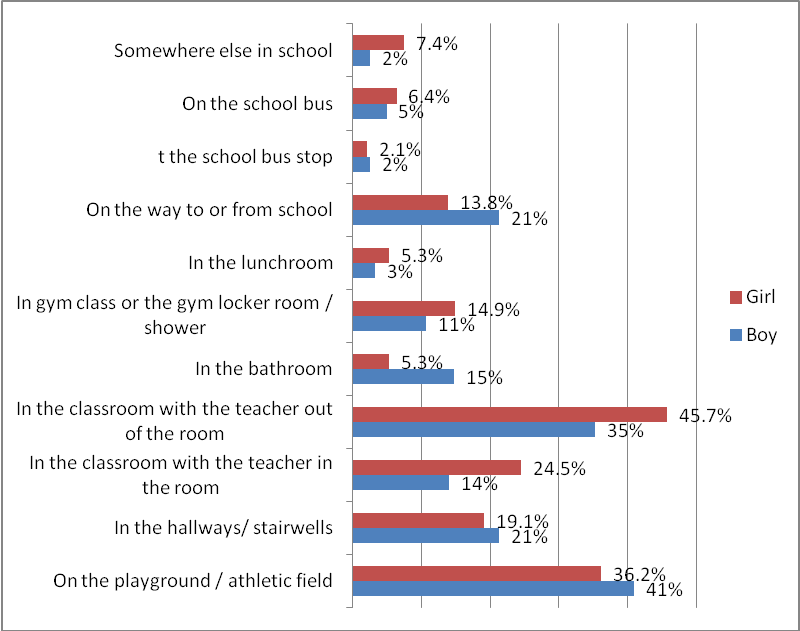 Somewhere else in school
7.4%
2%
On the school bus
6.4%
5%
t the school bus stop
2.1%
2%
On the way to or from school
13.8%
21%
In the lunchroom
5.3%
3%
In gym class or the gym locker room /
shower
14.9%
11%
In the bathroom
5.3%
15%
In the classroom with the teacher out
of the room
45.7%
35%
In the classroom with the teacher in
the room
24.5%
14%
In the hallways/ stairwells
19.1%
21%
On the playground / athletic field
36.2%
41%
Girl
Boy